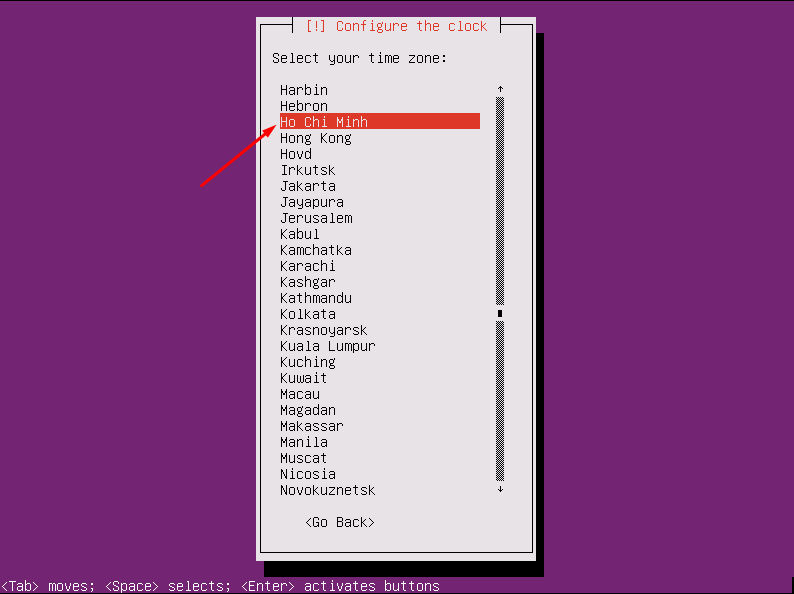 [!] Configure the clock
Select your time zone:
Harbin
Hebron
Ho Chi Minh
Hong Kong
Hovd
Irkutsk
Jakarta
Jayapura
Jerusalem
Kabul
Kamchatka
Karachi
Kashgar
Kathmandu
Kolkata
Krasnoyarsk
Kuala Lumpur
Kuching
Kuwait
Macau
Magadan
Makassar
Manila
Muscat
Nicosia
Novokuznetsk
<Go Back>
<Tab> moves; <Space> selects; <Enter> activates buttons